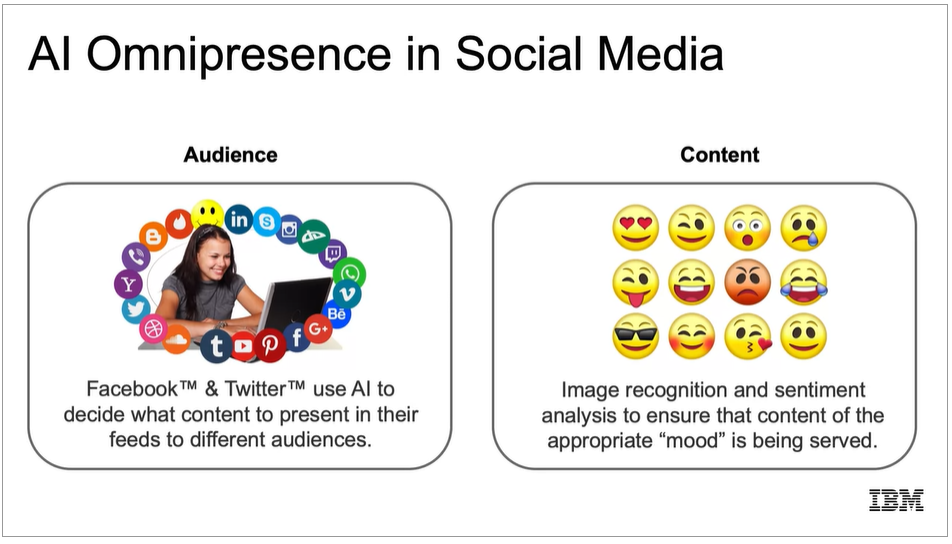 AI Omnipresence in Social Media
Audience
Facebook™ & Twitter™ use AI to
decide what content to present in their
feeds to different audiences.
Content
Image recognition and sentiment
analysis to ensure that content of the
appropriate “mood” is being served.
in
Y
Bē
G+
f
t
IBM